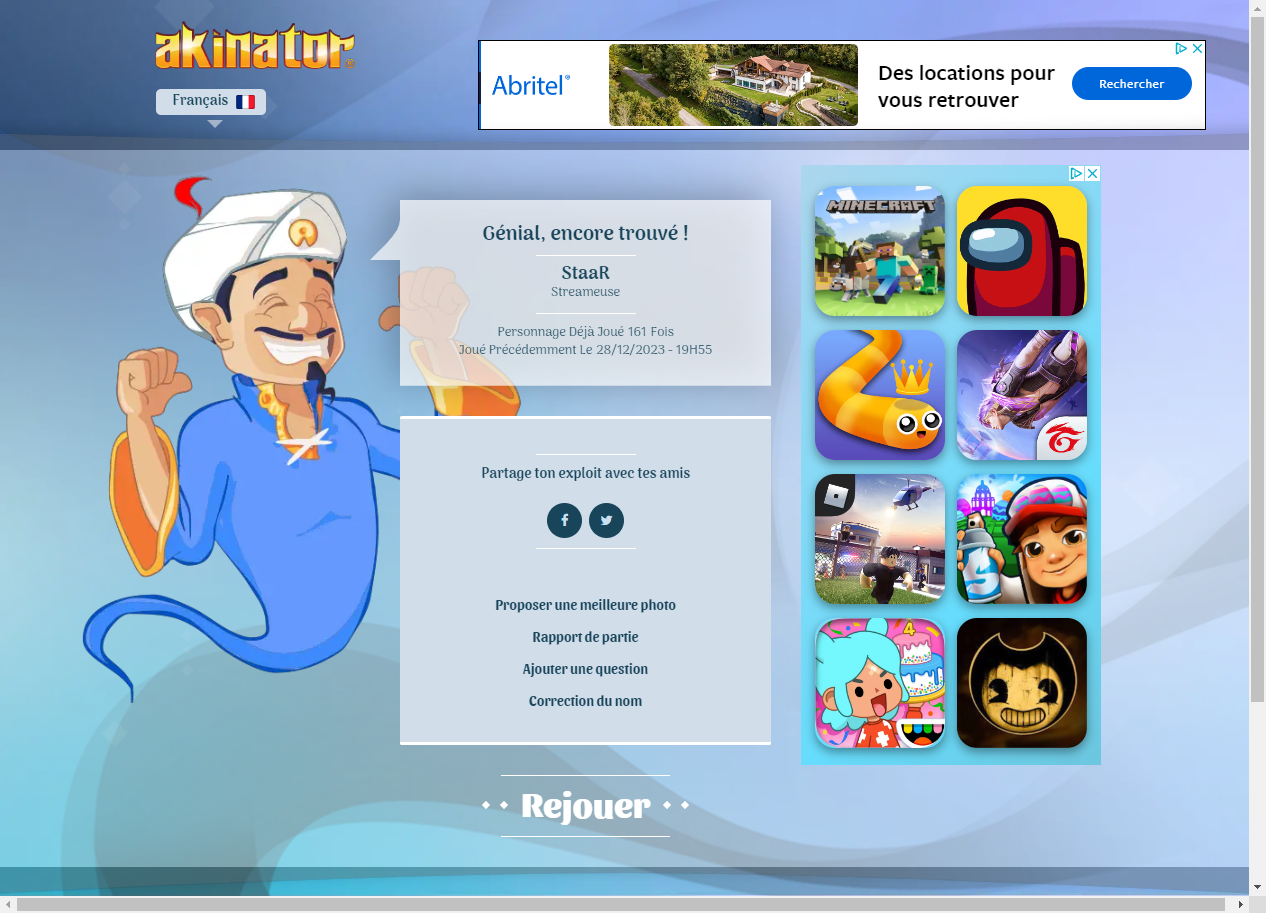 akinator
Français
Abritel
Des locations pour
vous retrouver
Rechercher
Génial, encore trouvé !
StaaR
Streameuse
Personnage Déjà Joué 161 Fois
Joué Précédemment Le 28/12/2023 - 19H55
Partage ton exploit avec tes amis
Proposer une meilleure photo
Rapport de partie
Ajouter une question
Correction du nom
Rejouer
MINECRAFT
4